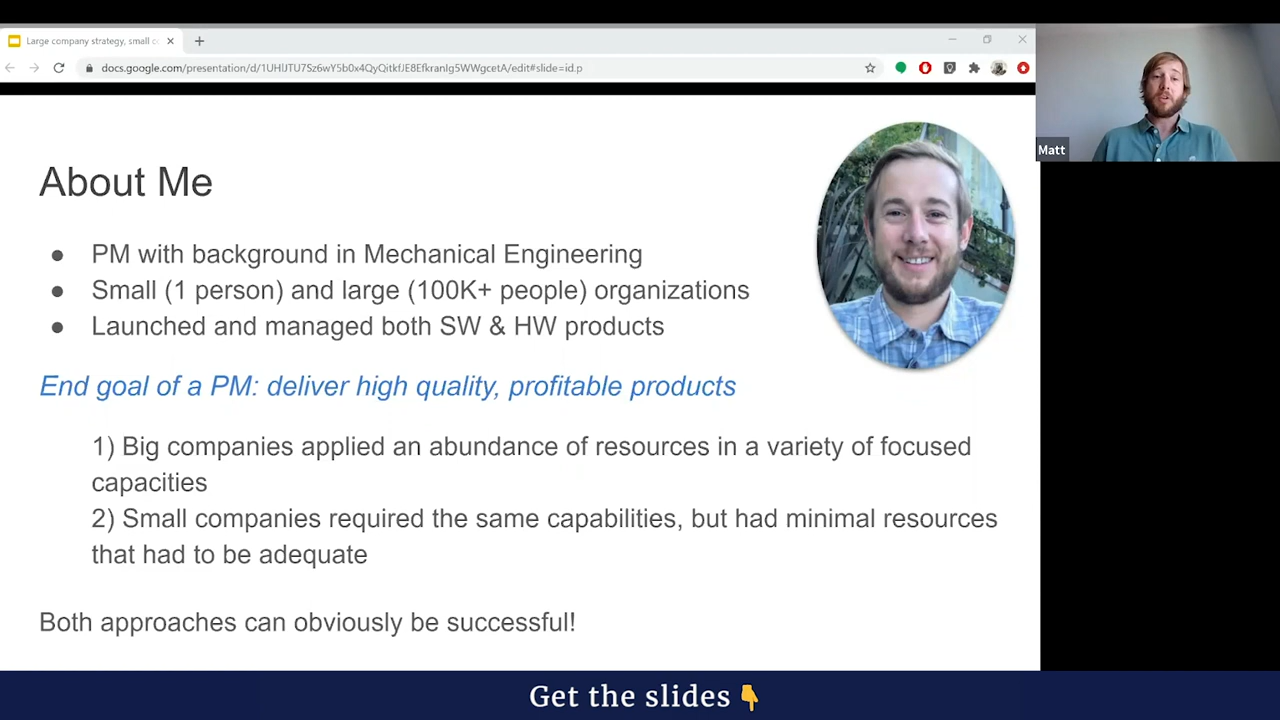 Large company strategy, small c
docs.google.com/presentation/d/1UHlJTU7Sz6wY5b0x4QyQitkfJE8EfkranIg5WWgcetA/edit#slide=id.p
Matt
About Me
● PM with background in Mechanical Engineering
● Small (1 person) and large (100K+ people) organizations
● Launched and managed both SW & HW products
End goal of a PM: deliver high quality, profitable products
1) Big companies applied an abundance of resources in a variety of focused
capacities
2) Small companies required the same capabilities, but had minimal resources
that had to be adequate
Both approaches can obviously be successful!
Get the slides 👇